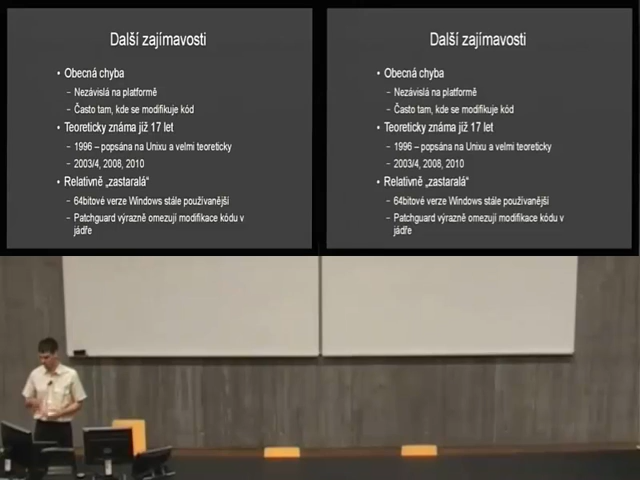 Další zajímavosti
• Obecná chyba
– Nezávislá na platformě
– Často tam, kde se modifikuje kód
• Teoreticky známa již 17 let
– 1996 – popsána na Unixu a velmi teoreticky
– 2003/4, 2008, 2010
• Relativně „zastaralá“
– 64bitové verze Windows stále používanější
– Patchguard výrazně omezují modifikace kódu v
jádře
Další zajímavosti
• Obecná chyba
– Nezávislá na platformě
– Často tam, kde se modifikuje kód
• Teoreticky známa již 17 let
– 1996 – popsána na Unixu a velmi teoreticky
– 2003/4, 2008, 2010
• Relativně „zastaralá“
– 64bitové verze Windows stále používanější
– Patchguard výrazně omezují modifikace kódu v
jádře